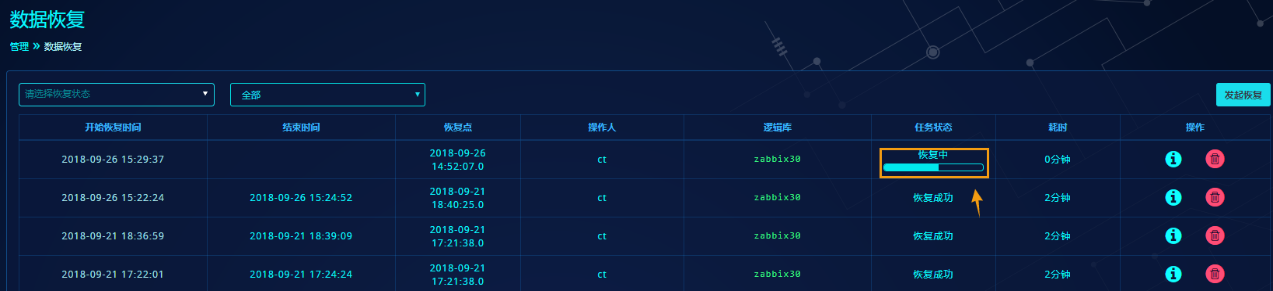 数据恢复
管理 » 数据恢复
请选择恢复状态 全部 发起恢复
开始恢复时间 结束时间 恢复点 操作人 逻辑库 任务状态 耗时 操作
2018-09-26 15:29:37 2018-09-26 14:52:07.0 ct zabbix30 恢复中 0分钟
2018-09-26 15:22:24 2018-09-26 15:24:52 2018-09-21 18:40:25.0 ct zabbix30 恢复成功 2分钟
2018-09-21 18:36:59 2018-09-21 18:39:09 2018-09-21 17:21:38.0 ct zabbix30 恢复成功 2分钟
2018-09-21 17:22:01 2018-09-21 17:24:24 2018-09-21 17:21:38.0 ct zabbix30 恢复成功 2分钟